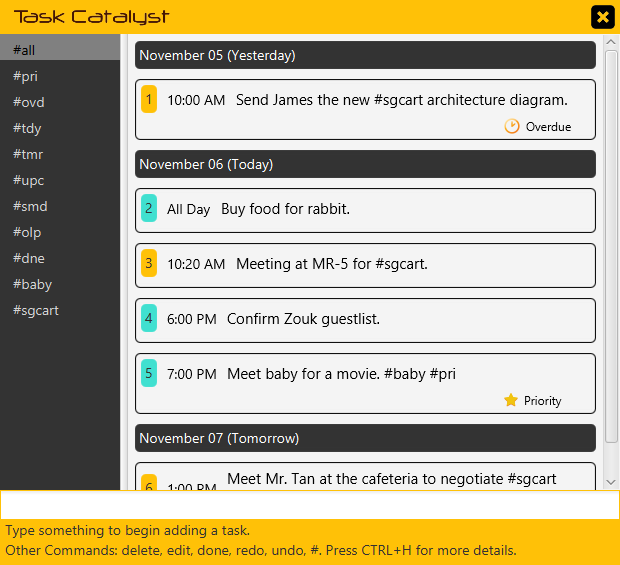 Task Catalyst
#all
#pri
#ovd
#tdy
#tmr
#upc
#smd
#olp
#dne
#baby
#sgcart
November 05 (Yesterday)
1 10:00 AM Send James the new #sgcart architecture diagram.
Overdue
November 06 (Today)
2 All Day Buy food for rabbit.
3 10:20 AM Meeting at MR-5 for #sgcart.
4 6:00 PM Confirm Zouk guestlist.
5 7:00 PM Meet baby for a movie. #baby #pri
Priority
November 07 (Tomorrow)
6 1:00 PM Meet Mr. Tan at the cafeteria to negotiate #sgcart
Type something to begin adding a task.
Other Commands: delete, edit, done, redo, undo, #. Press CTRL+H for more details.